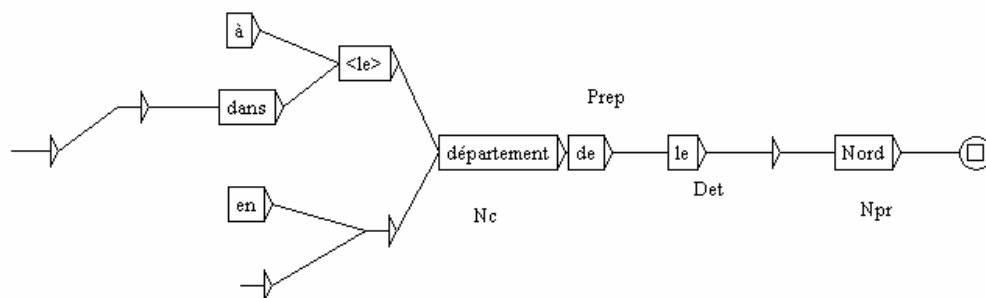 à
<le>
dans
Prep
département de le Nord
en
Nc
Det
Npr